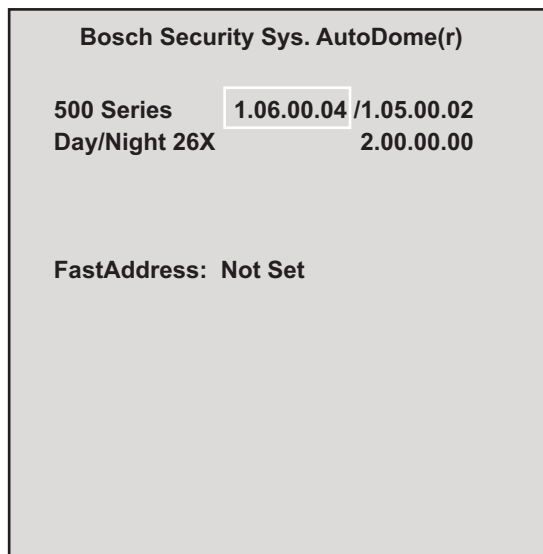 Bosch Security Sys. AutoDome(r)
500 Series 1.06.00.04 /1.05.00.02
Day/Night 26X 2.00.00.00
FastAddress: Not Set